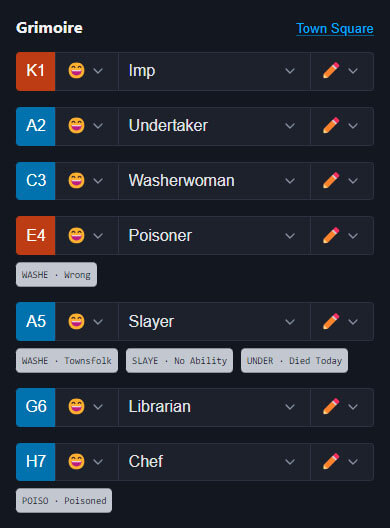 Grimoire Town Square
K1 Imp
A2 Undertaker
C3 Washerwoman
E4 Poisoner
WASHE · Wrong
A5 Slayer
WASHE · Townsfolk SLAYE · No Ability UNDER · Died Today
G6 Librarian
H7 Chef
POISO · Poisoned